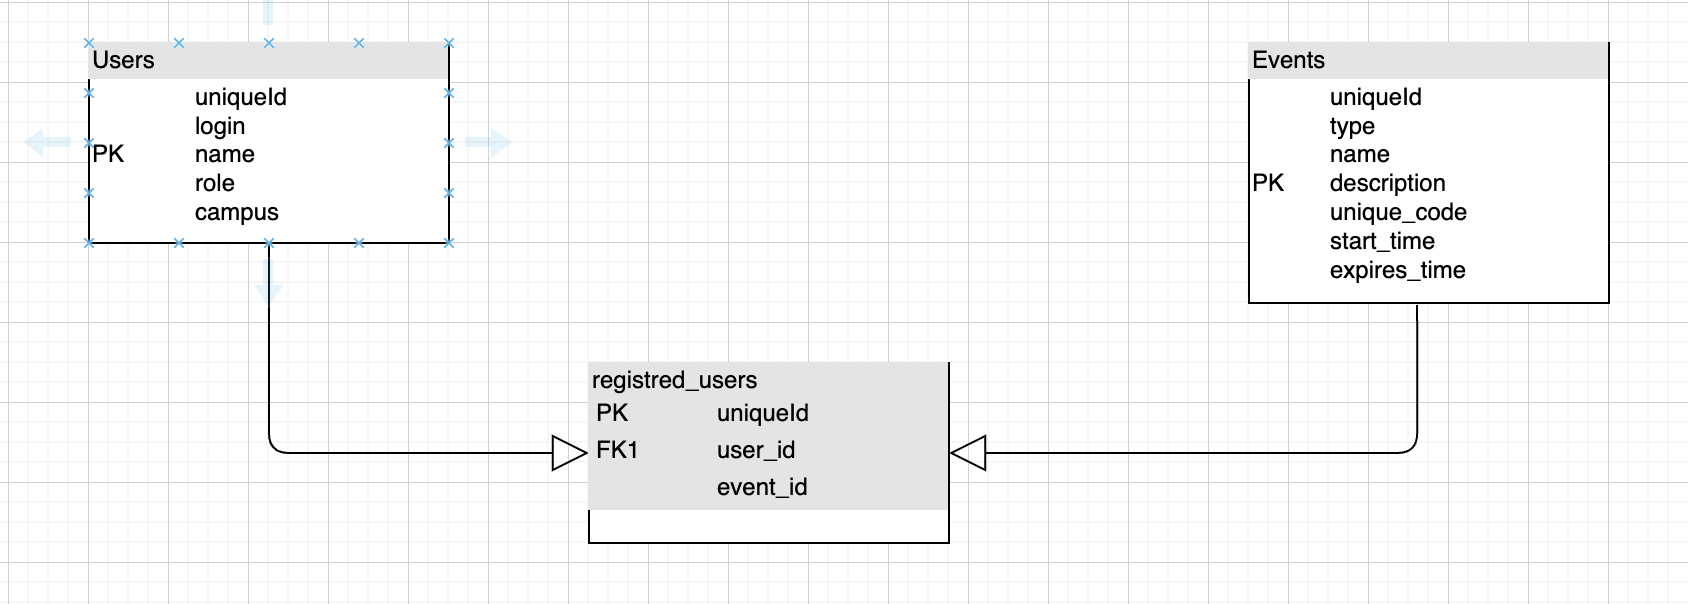 Users
uniqueId
login
PK name
role
campus
Events
uniqueId
type
name
PK description
unique_code
start_time
expires_time
registred_users
PK uniqueId
FK1 user_id
event_id